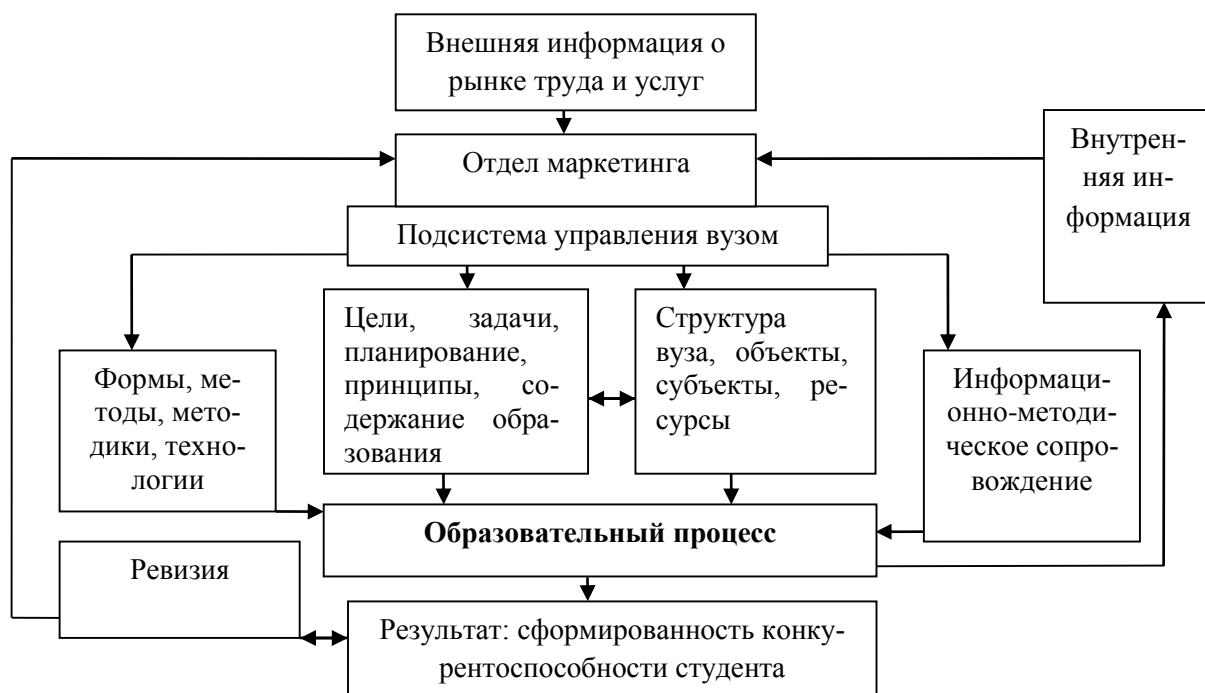 Внешняя информация о
рынке труда и услуг
Отдел маркетинга
Внутрен-
няя ин-
формация
Подсистема управления вузом
Формы, ме-
тоды, мето-
дики, техно-
логии
Цели, задачи,
планирование,
принципы, со-
держание обра-
зования
Структура
вуза, объекты,
субъекты, ре-
сурсы
Информаци-
онно-методи-
ческое сопро-
вождение
Образовательный процесс
Ревизия
Результат: сформированность конку-
рентоспособности студента